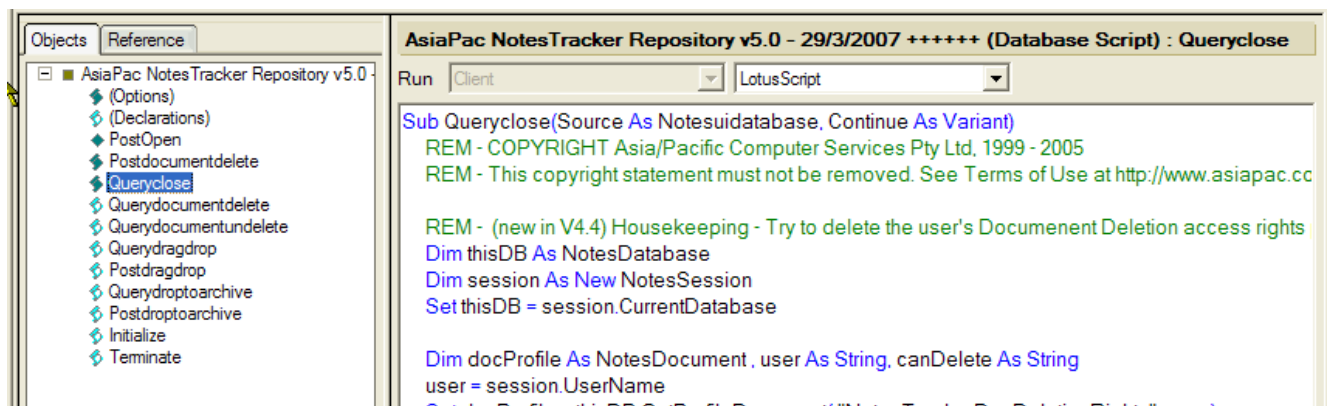 Objects Reference
AsiaPac NotesTracker Repository v5.0 -
(Options)
(Declarations)
PostOpen
Postdocumentdelete
Queryclose
Querydocumentdelete
Querydocumentundelete
Querydragdrop
Postdragdrop
Querydroptoarchive
Postdroptoarchive
Initialize
Terminate
AsiaPac NotesTracker Repository v5.0 - 29/3/2007 ++++++ (Database Script) : Queryclose
Run Client LotusScript
Sub Queryclose(Source As Notesuidatabase, Continue As Variant)
REM - COPYRIGHT Asia/Pacific Computer Services Pty Ltd, 1999 - 2005
REM - This copyright statement must not be removed. See Terms of Use at http://www.asiapac.cc
REM - (new in V4.4) Housekeeping - Try to delete the user's Documenent Deletion access rights
Dim thisDB As NotesDatabase
Dim session As New NotesSession
Set thisDB = session.CurrentDatabase
Dim docProfile As NotesDocument , user As String, canDelete As String
user = session.UserName